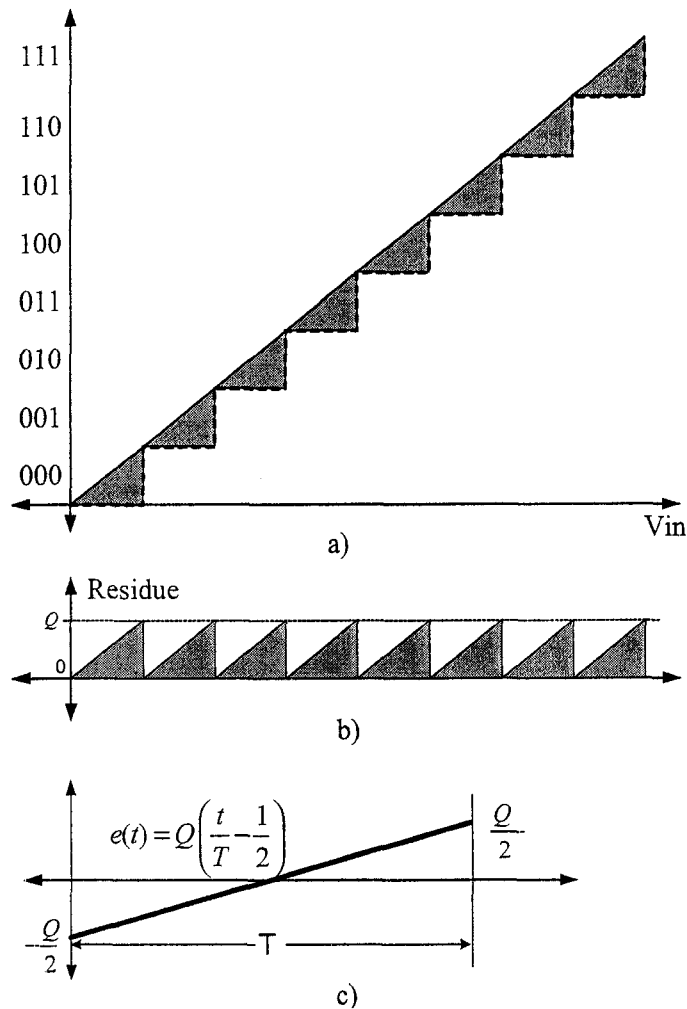 111
110
101
100
011
010
001
000
Vin
a)
Residue
Q
0
b)
e(t) = Q(t/T - 1/2)
Q/2
-Q/2
T
c)